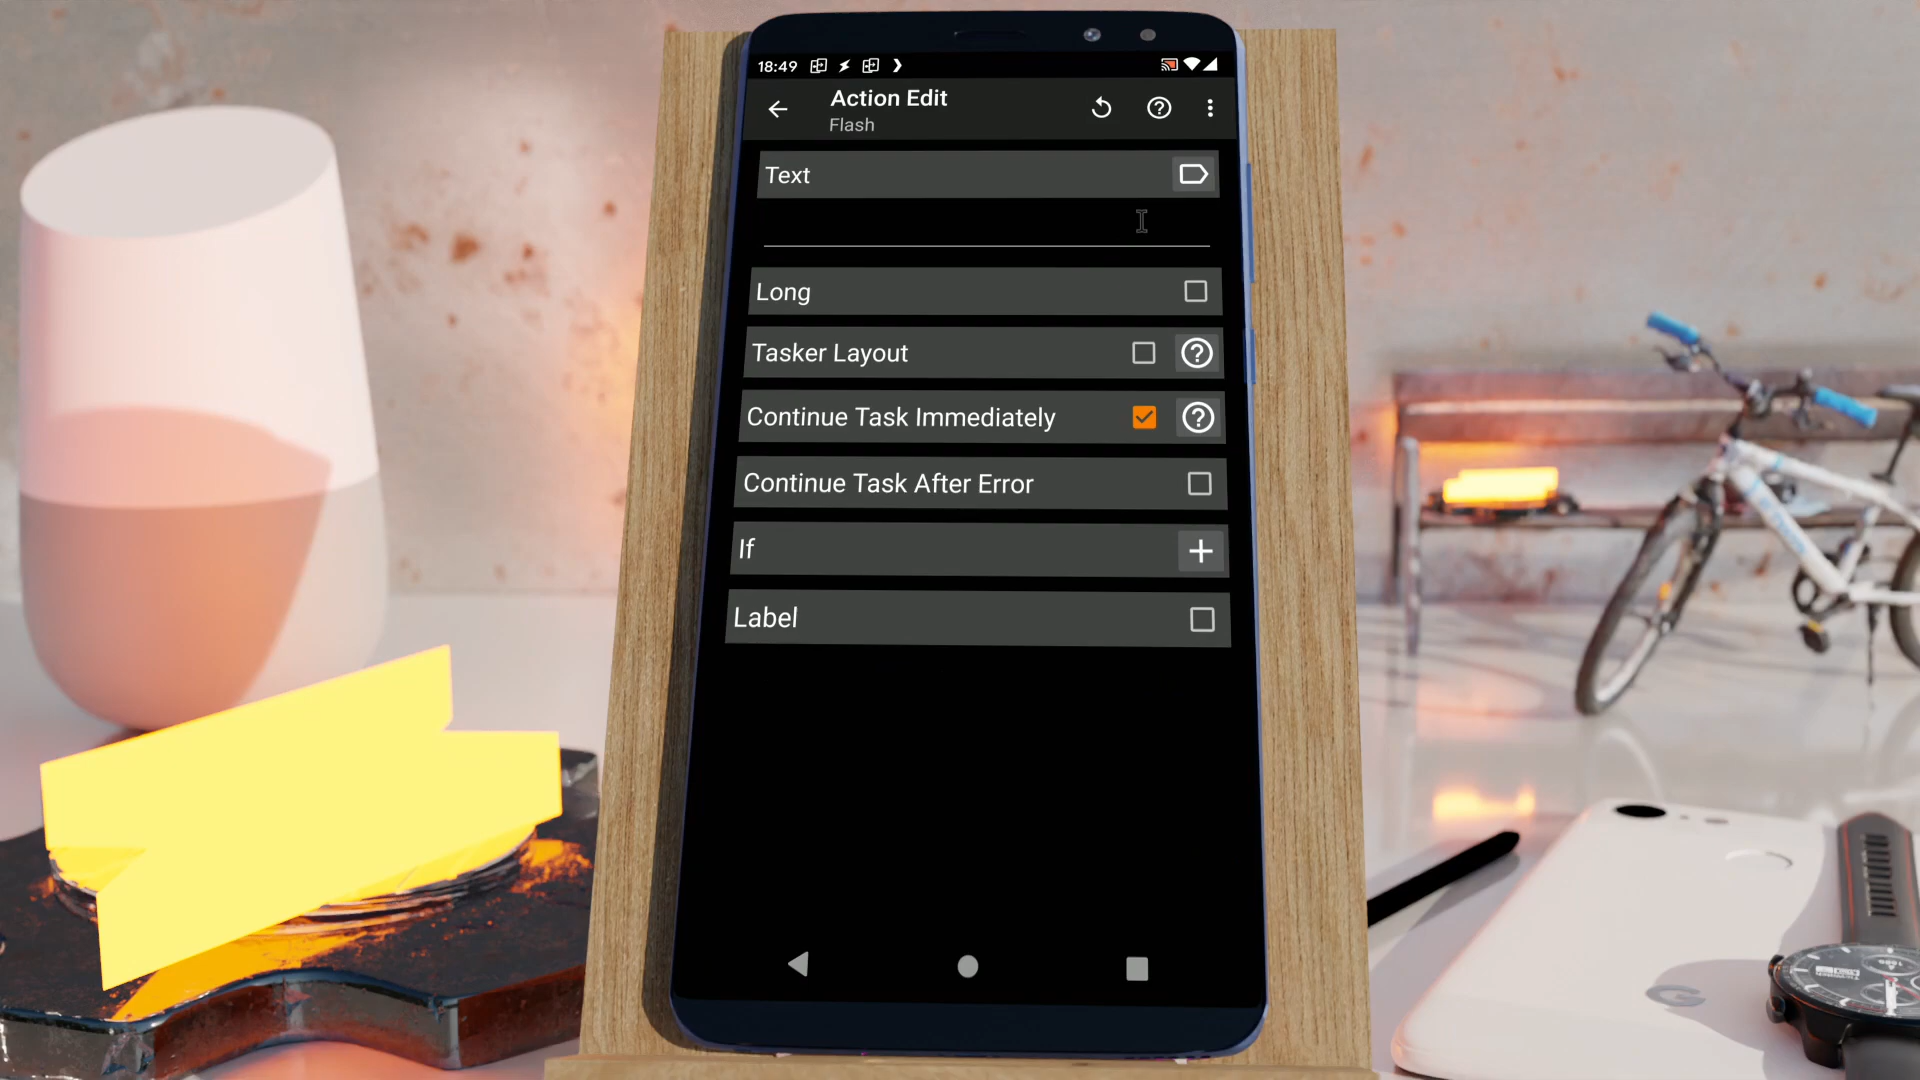 18:49
Action Edit
Flash
Text
Long
Tasker Layout
Continue Task Immediately
Continue Task After Error
If
Label
G